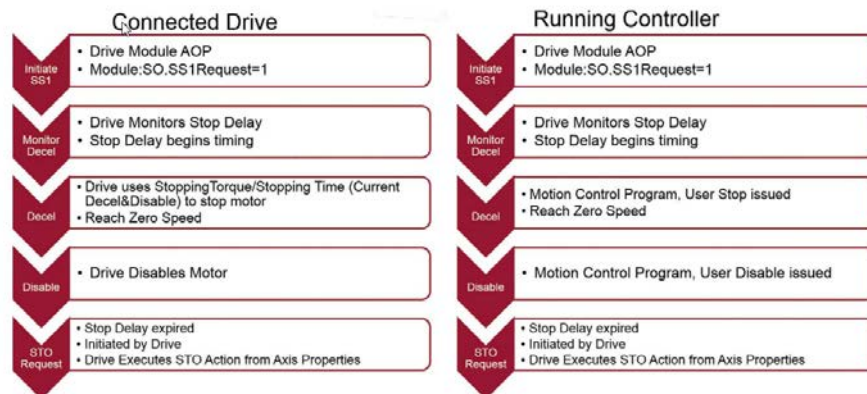 Connected Drive
Initiate
SS1
• Drive Module AOP
• Module:SO.SS1Request=1
Monitor
Decel
• Drive Monitors Stop Delay
• Stop Delay begins timing
Decel
• Drive uses StoppingTorque/Stopping Time (Current
Decel&Disable) to stop motor
• Reach Zero Speed
Disable
• Drive Disables Motor
STO
Request
• Stop Delay expired
• Initiated by Drive
• Drive Executes STO Action from Axis Properties
Running Controller
Initiate
SS1
• Drive Module AOP
• Module:SO.SS1Request=1
Monitor
Decel
• Drive Monitors Stop Delay
• Stop Delay begins timing
Decel
• Motion Control Program, User Stop issued
• Reach Zero Speed
Disable
• Motion Control Program, User Disable issued
STO
Request
• Stop Delay expired
• Initiated by Drive
• Drive Executes STO Action from Axis Properties